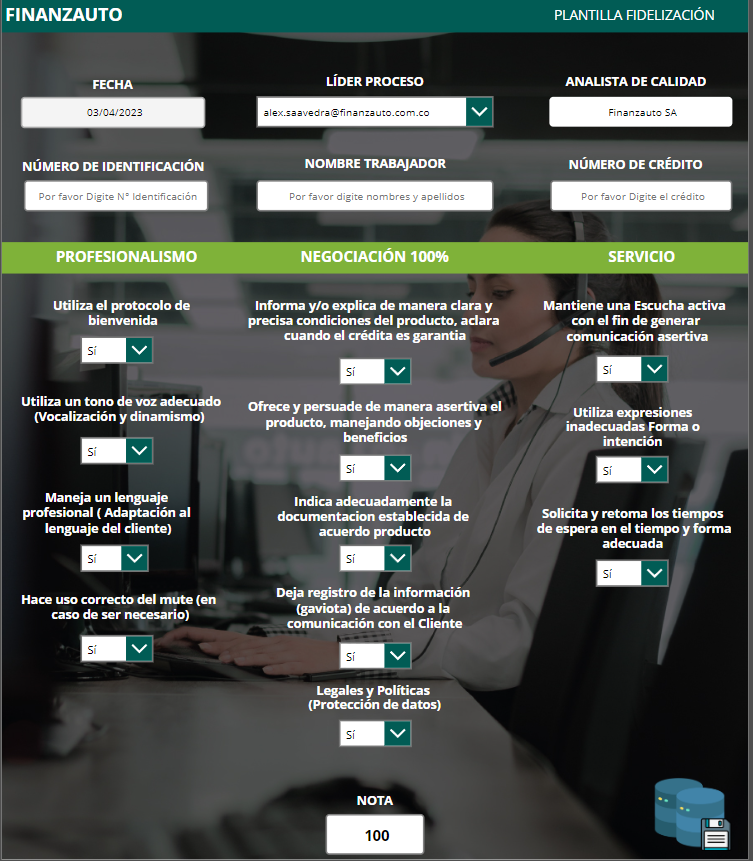 FINANZAUTO
PLANTILLA FIDELIZACIÓN
FECHA
LÍDER PROCESO
ANALISTA DE CALIDAD
03/04/2023
alex.saavedra@finanzauto.com.co
Finanzauto SA
NÚMERO DE IDENTIFICACIÓN
NOMBRE TRABAJADOR
NÚMERO DE CRÉDITO
Por favor Digite N° Identificación
Por favor digite nombres y apellidos
Por favor Digite el crédito
PROFESIONALISMO
NEGOCIACIÓN 100%
SERVICIO
Utiliza el protocolo de
bienvenida
Sí
Utiliza un tono de voz adecuado
(Vocalización y dinamismo)
Sí
Maneja un lenguaje
profesional ( Adaptación al
lenguaje del cliente)
Sí
Hace uso correcto del mute (en
caso de ser necesario)
Sí
Informa y/o explica de manera clara y
precisa condiciones del producto, aclara
cuando el crédita es garantia
Sí
Ofrece y persuade de manera asertiva el
producto, manejando objeciones y
beneficios
Sí
Indica adecuadamente la
documentacion establecida de
acuerdo producto
Sí
Deja registro de la información
(gaviota) de acuerdo a la
comunicación con el Cliente
Sí
Legales y Políticas
(Protección de datos)
Sí
Mantiene una Escucha activa
con el fin de generar
comunicación asertiva
Sí
Utiliza expresiones
inadecuadas Forma o
intención
Sí
Solicita y retoma los tiempos
de espera en el tiempo y forma
adecuada
Sí
NOTA
100